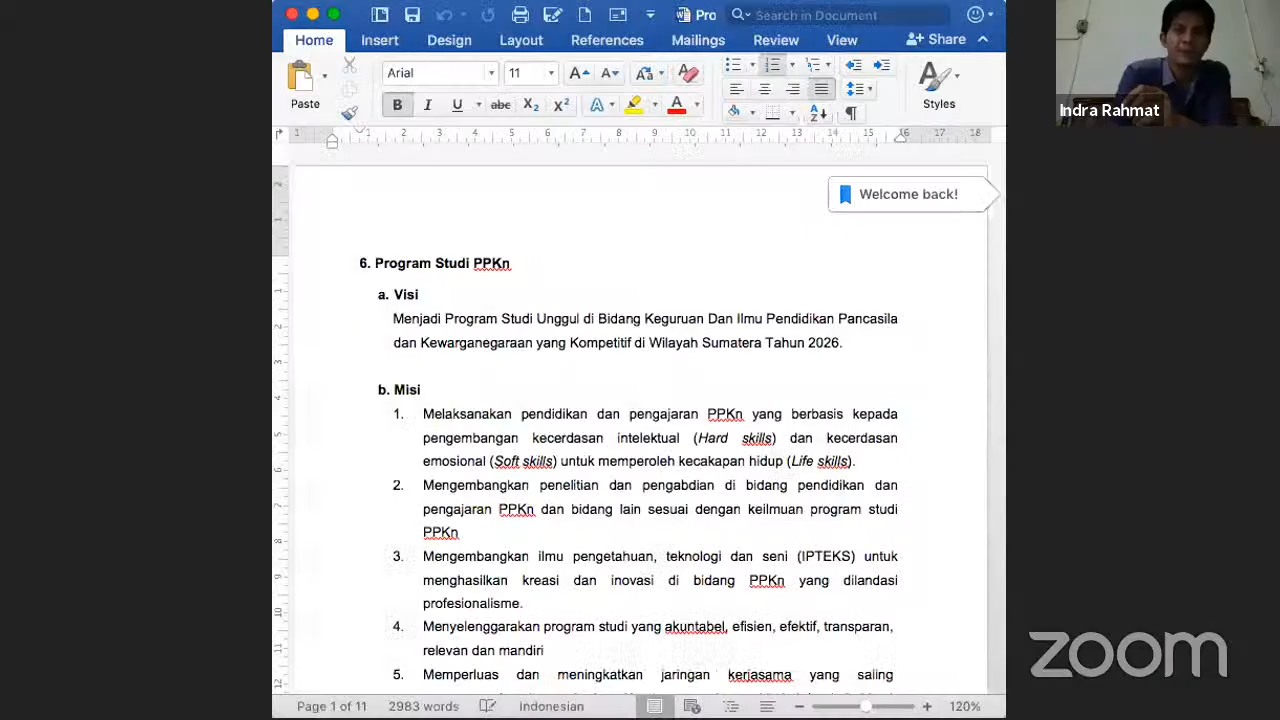 Pro
Search in Document
Home Insert Design Layout References Mailings Review View Share
Paste
Arial 11
Styles
Welcome back!
6. Program Studi PPKn
a. Visi
Menjadi Program Studi Unggul di Bidang Keguruan dan Ilmu Pendidikan Pancasila
dan Kewarganegaraan yang Kompetitif di Wilayah Sumatera Tahun 2026.
b. Misi
1. Melaksanakan pendidikan dan pengajaran PPKn yang berbasis kepada
pengembangan kecerdasan intelektual (Hard skills) dan kecerdasan
emosional (Soft skills) untuk memperoleh kecakapan hidup (Life skills).
2. Mengembangkan penelitian dan pengabdian di bidang pendidikan dan
PPKn di bidang lain sesuai dengan keilmuan program studi
PPKn
3. Mengembangkan ilmu pengetahuan, teknologi dan seni (IPTEKS) untuk
dan inovasi di bidang PPKn yang dilandasi
profesionalisme.
4. Menyelenggarakan program studi yang akuntabel, efisien, efektif, transparan,
dan mandiri.
5. dan meningkatkan jaringan kerjasama yang saling
Page 1 of 11 2983 words Indonesian 120%
Indra Rahmat
zoom